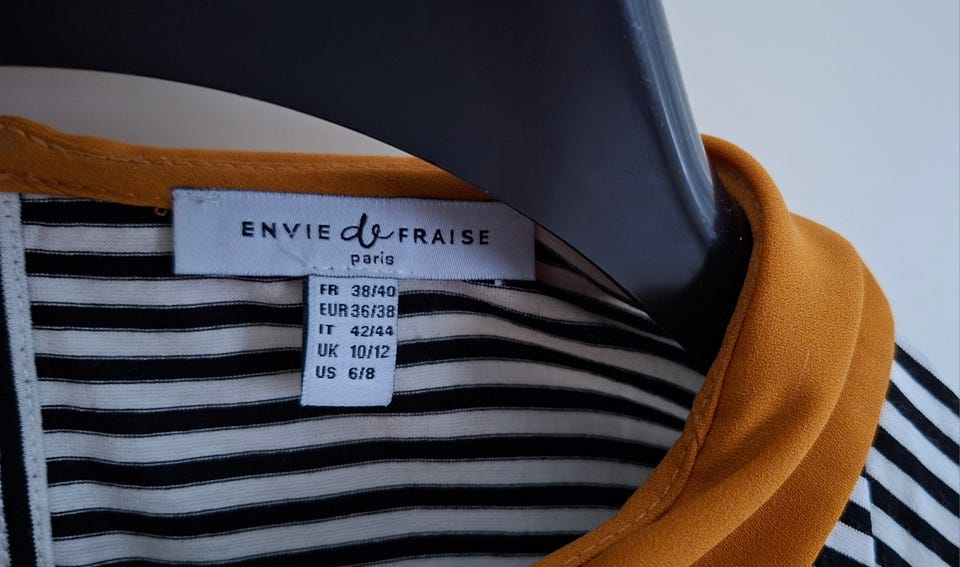 ENVIE de FRAISE
paris
FR 38/40
EUR 36/38
IT 42/44
UK 10/12
US 6/8